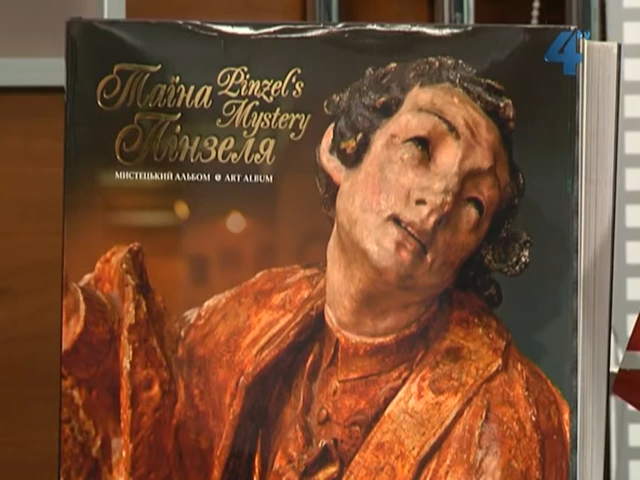 Таїна
Пінзеля
Pinzel's
Mystery
МИСТЕЦЬКИЙ АЛЬБОМ @ ART ALBUM
4